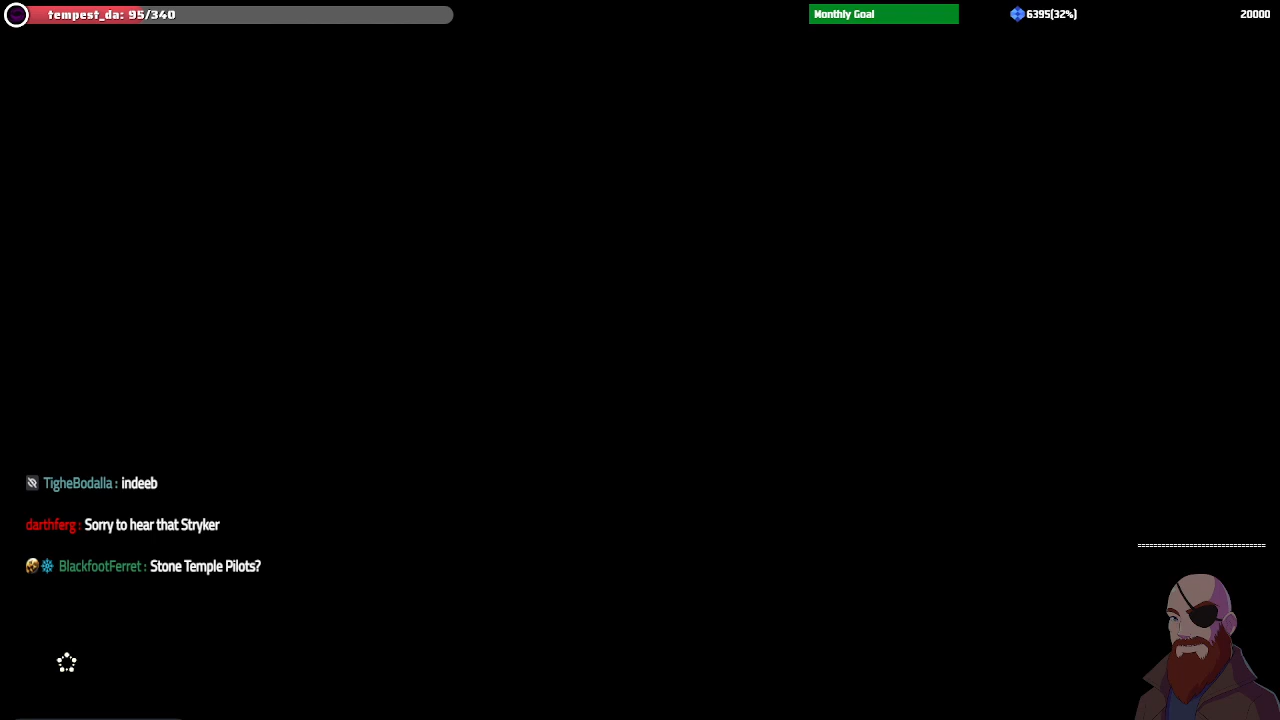 tempest_da: 95/340
Monthly Goal
6395(32%)
20000
TigheBodalla : indeeb
darthferg : Sorry to hear that Stryker
BlackfootFerret : Stone Temple Pilots?
================================